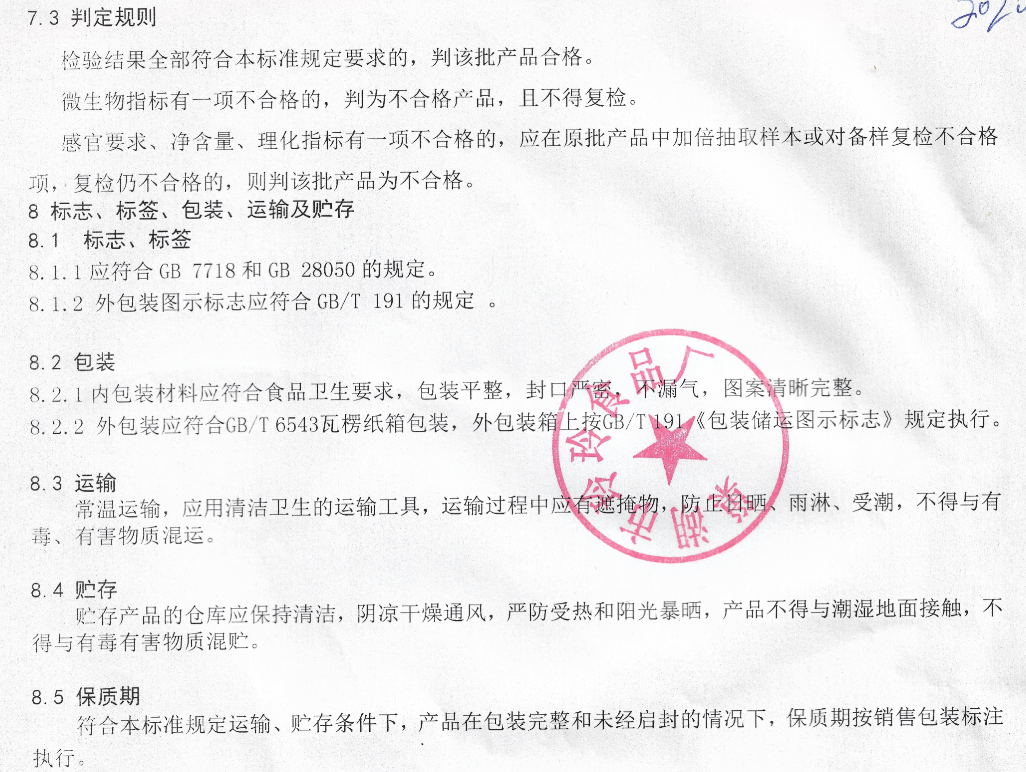 7.3 判定规则
检验结果全部符合本标准规定要求的，判该批产品合格。
微生物指标有一项不合格的，判为不合格产品，且不得复检。
感官要求、净含量、理化指标有一项不合格的，应在原批产品中加倍抽取样本或对备样复检不合格
项，复检仍不合格的，则判该批产品为不合格。
8 标志、标签、包装、运输及贮存
8.1 标志、标签
8.1.1 应符合 GB 7718 和 GB 28050 的规定。
8.1.2 外包装图示标志应符合 GB/T 191 的规定 。
8.2 包装
8.2.1 内包装材料应符合食品卫生要求，包装平整，封口严密，不漏气，图案清晰完整。
8.2.2 外包装应符合GB/T 6543瓦楞纸箱包装，外包装箱上按GB/T 191《包装储运图示标志》规定执行。
8.3 运输
常温运输，应用清洁卫生的运输工具，运输过程中应有遮掩物，防止日晒、雨淋、受潮，不得与有
毒、有害物质混运。
8.4 贮存
贮存产品的仓库应保持清洁，阴凉干燥通风，严防受热和阳光暴晒，产品不得与潮湿地面接触，不
得与有毒有害物质混贮。
8.5 保质期
符合本标准规定运输、贮存条件下，产品在包装完整和未经启封的情况下，保质期按销售包装标注
执行。
湖市 玲食品厂